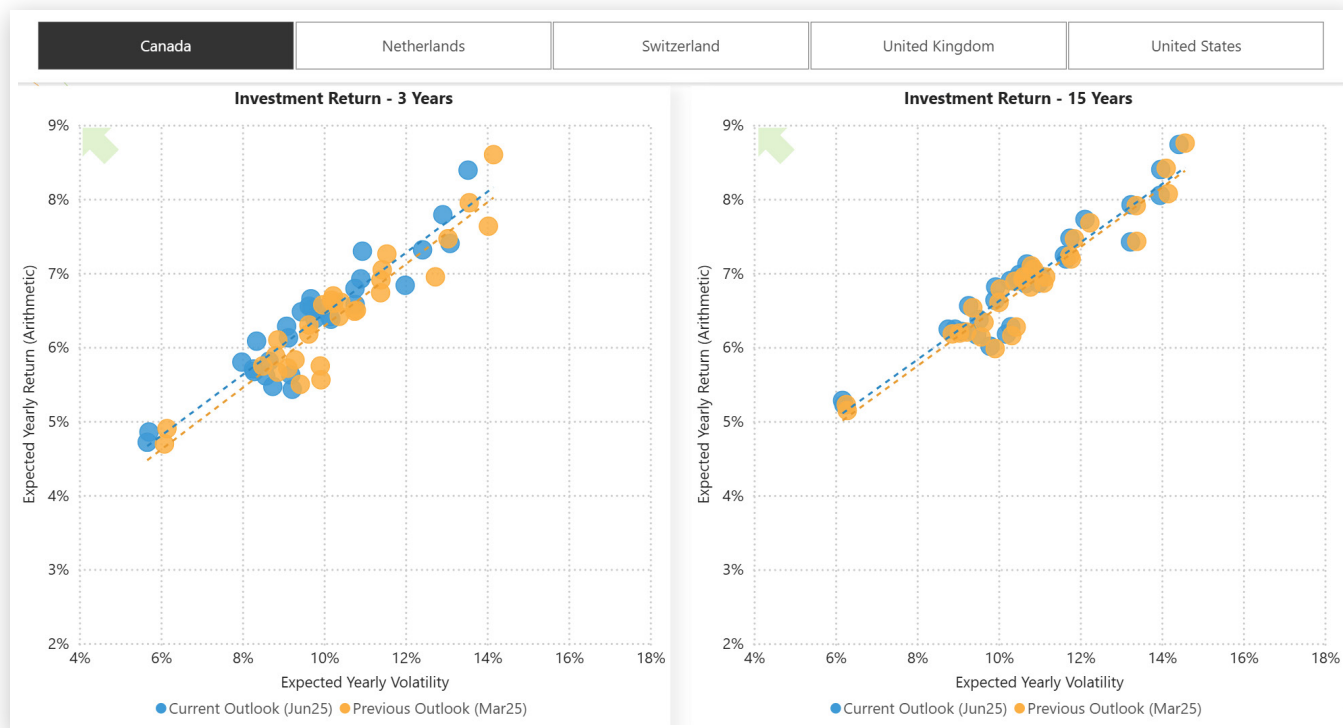 Canada
Netherlands
Switzerland
United Kingdom
United States
Investment Return - 3 Years
9%
8%
7%
6%
5%
4%
3%
2%
Expected Yearly Return (Arithmetic)
4%
6%
8%
10%
12%
14%
16%
18%
Expected Yearly Volatility
Current Outlook (Jun25)
Previous Outlook (Mar25)
Investment Return - 15 Years
9%
8%
7%
6%
5%
4%
3%
2%
Expected Yearly Return (Arithmetic)
4%
6%
8%
10%
12%
14%
16%
18%
Expected Yearly Volatility
Current Outlook (Jun25)
Previous Outlook (Mar25)